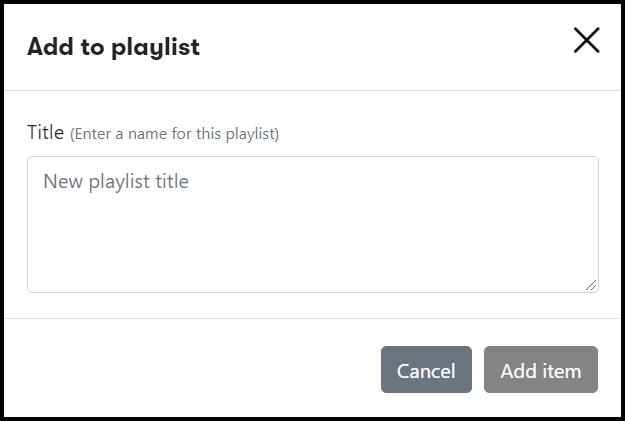 Add to playlist
Title (Enter a name for this playlist)
New playlist title
Cancel Add item